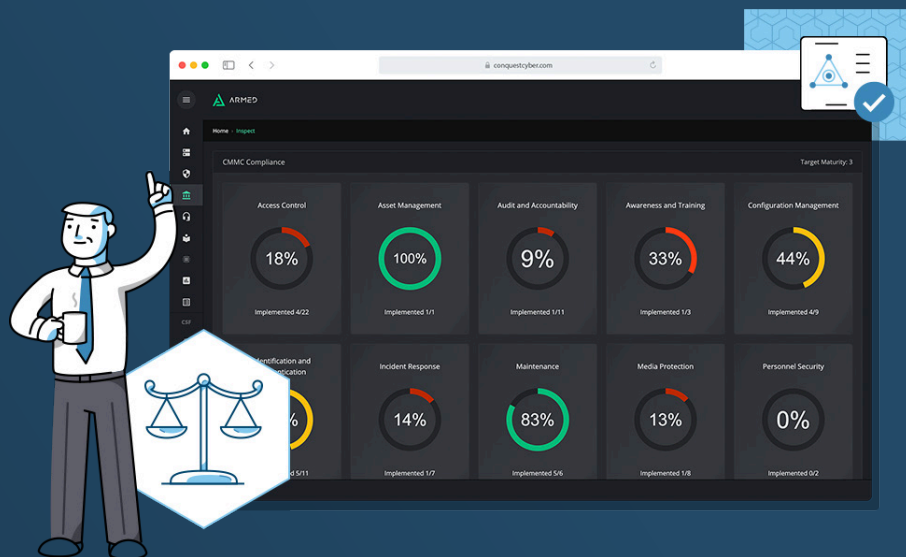 conquestcyber.com
ARMED
Home › Inspect
CMMC Compliance
Target Maturity: 3
Access Control
18%
Implemented 4/22
Asset Management
100%
Implemented 1/1
Audit and Accountability
9%
Implemented 1/11
Awareness and Training
33%
Implemented 1/3
Configuration Management
44%
Implemented 4/9
CSF
and
%
5/11
Incident Response
14%
Implemented 1/7
Maintenance
83%
Implemented 5/6
Media Protection
13%
Implemented 1/8
Personnel Security
0%
Implemented 0/2